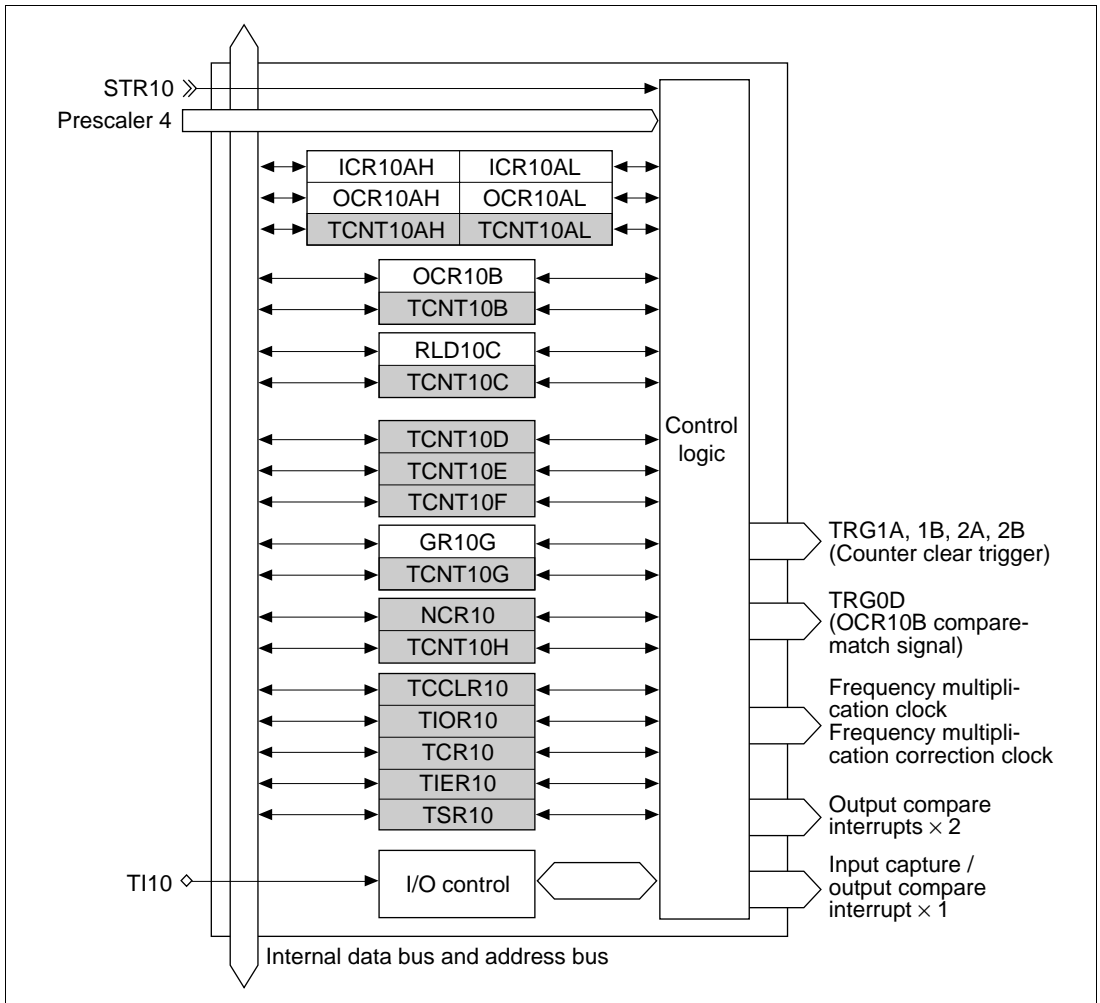 STR10
Prescaler 4
ICR10AH ICR10AL
OCR10AH OCR10AL
TCNT10AH TCNT10AL
OCR10B
TCNT10B
RLD10C
TCNT10C
TCNT10D
TCNT10E
TCNT10F
GR10G
TCNT10G
NCR10
TCNT10H
TCCLR10
TIOR10
TCR10
TIER10
TSR10
TI10
I/O control
Control
logic
TRG1A, 1B, 2A, 2B
(Counter clear trigger)
TRG0D
(OCR10B compare-
match signal)
Frequency multipli-
cation clock
Frequency multipli-
cation correction clock
Output compare
interrupts × 2
Input capture /
output compare
interrupt × 1
Internal data bus and address bus